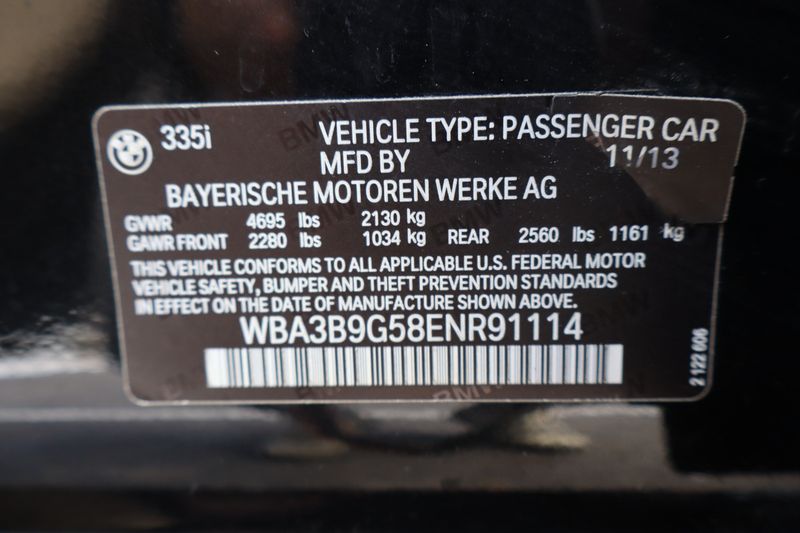 335i VEHICLE TYPE: PASSENGER CAR
MFD BY 11/13
BAYERISCHE MOTOREN WERKE AG
GVWR 4695 lbs 2130 kg
GAWR FRONT 2280 lbs 1034 kg REAR 2560 lbs 1161 kg
THIS VEHICLE CONFORMS TO ALL APPLICABLE U.S. FEDERAL MOTOR
VEHICLE SAFETY, BUMPER AND THEFT PREVENTION STANDARDS
IN EFFECT ON THE DATE OF MANUFACTURE SHOWN ABOVE.
WBA3B9G58ENR91114
2 122 606